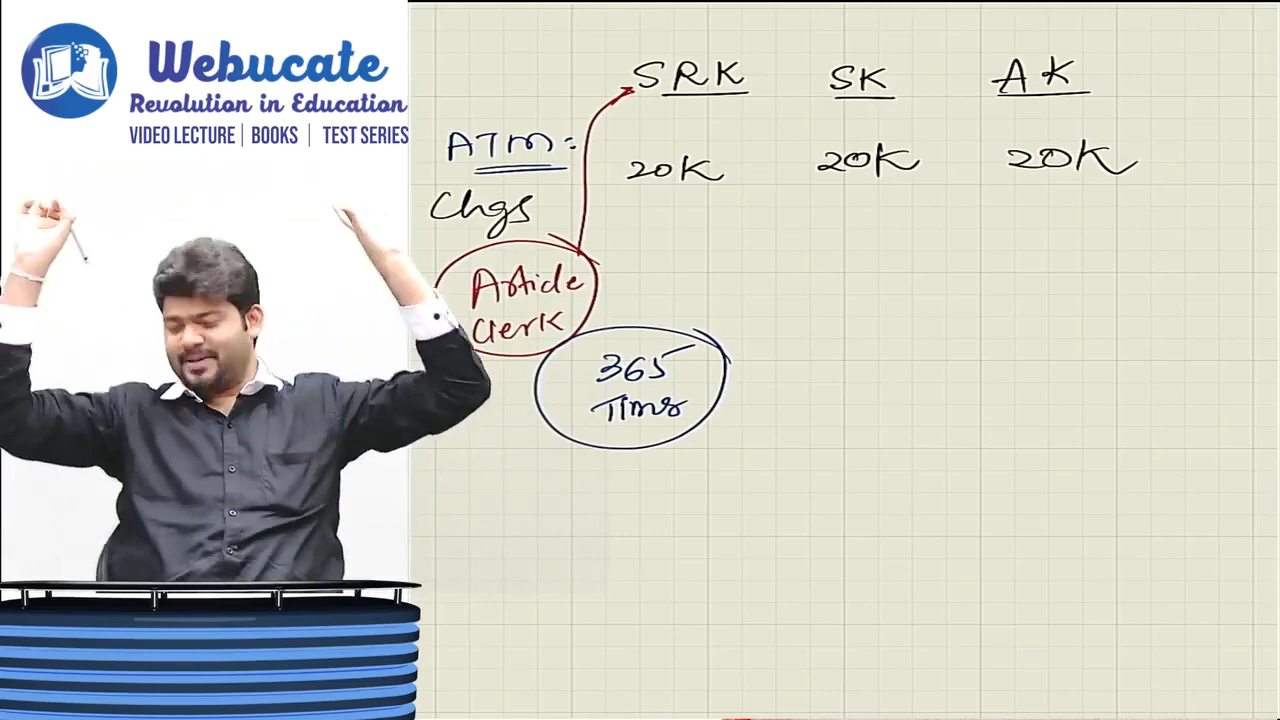 Webucate
Revolution in Education
VIDEO LECTURE | BOOKS | TEST SERIES
SRK SK AK
ATM:
20K 20K 20K
Chgs
Article
Clerk
365
Times